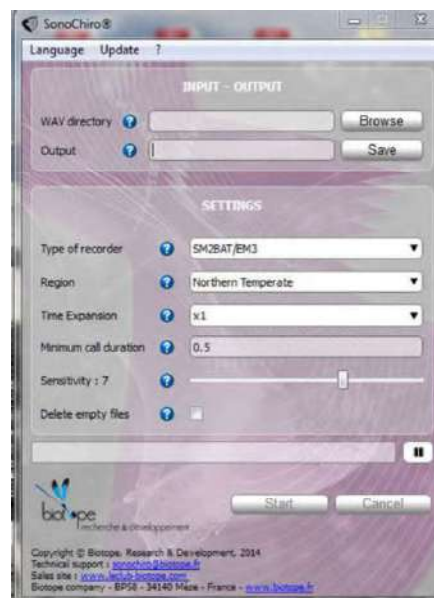 SonoChiro®
Language Update ?
INPUT - OUTPUT
WAV directory ? Browse
Output ? Save
SETTINGS
Type of recorder ? SM2BAT/EM3
Region ? Northern Temperate
Time Expansion ? x1
Minimum call duration ? 0.5
Sensitivity : 7 ?
Delete empty files ?
biotope
recherche & développement
Start Cancel
Copyright © Biotope, Research & Development, 2014
Technical support : sonochiro@biotope.fr
Sales site : www.leclub-biotope.com
Biotope company - BP58 - 34140 Mèze - France - www.biotope.fr